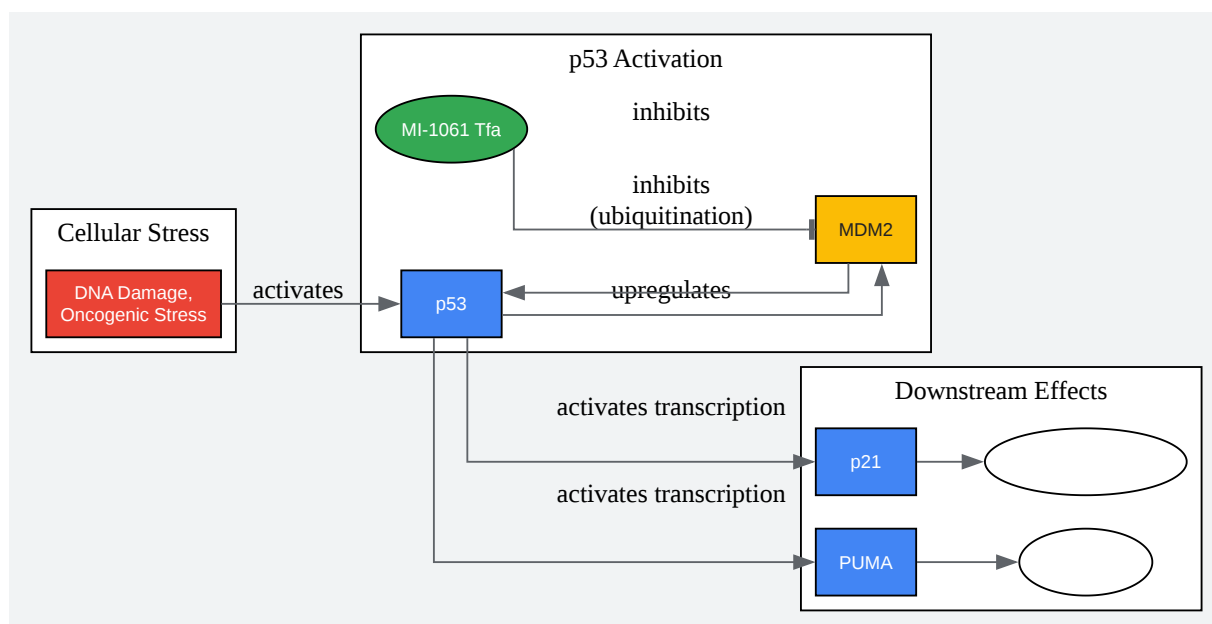 p53 Activation
MI-1061 Tfa
inhibits
inhibits
(ubiquitination)
MDM2
Cellular Stress
DNA Damage,
Oncogenic Stress
activates
p53
upregulates
Downstream Effects
activates transcription
p21
activates transcription
PUMA